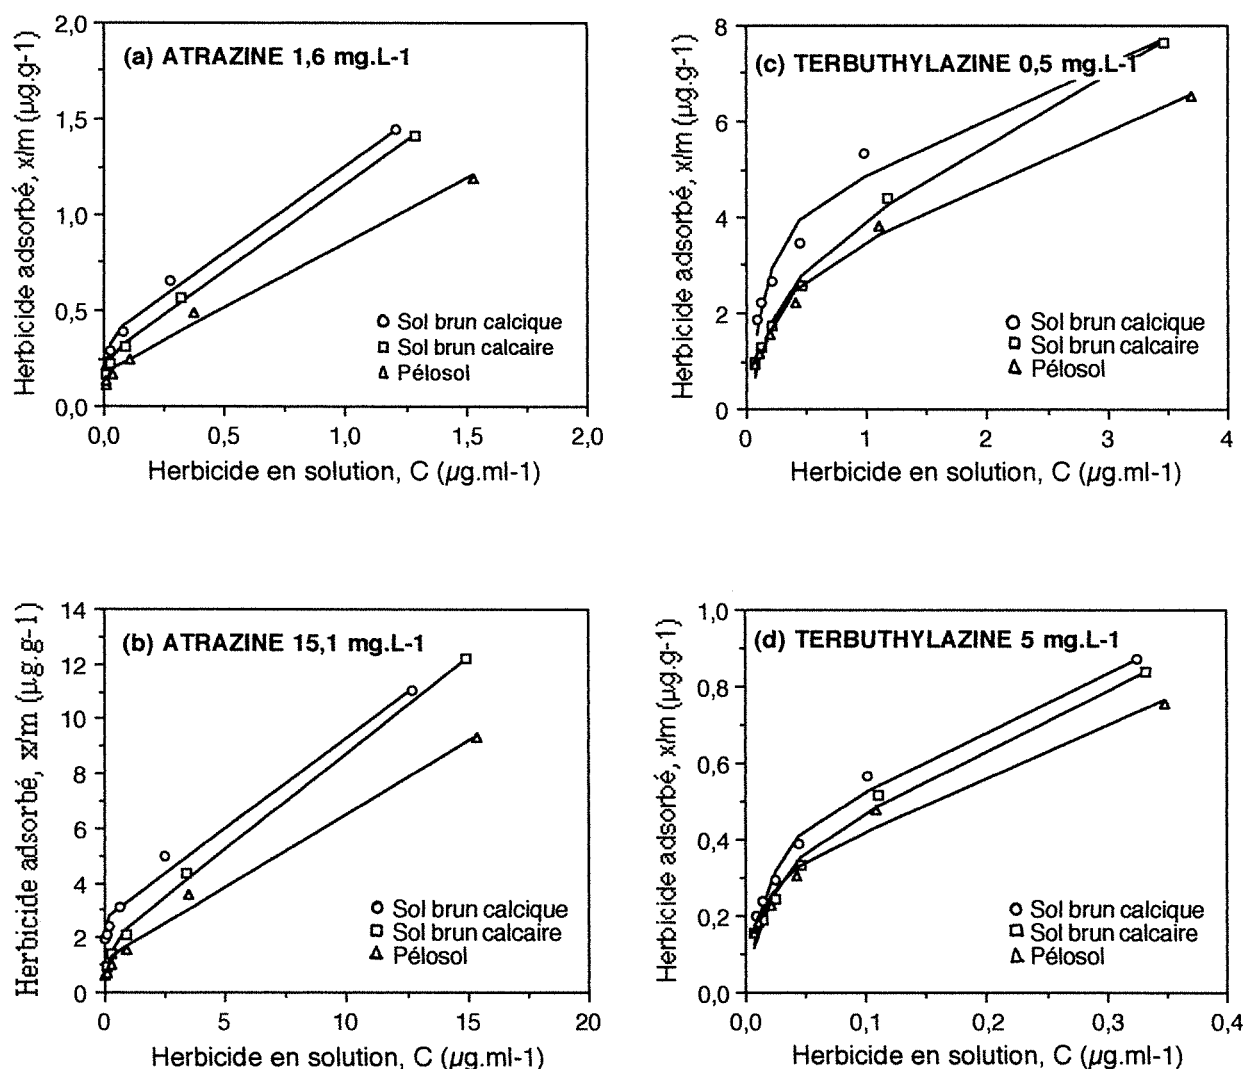 (a) ATRAZINE 1,6 mg.L-1
Herbicide adsorbé, x/m (µg.g-1)
2,0
1,5
1,0
0,5
0,0
0,0 0,5 1,0 1,5 2,0
Sol brun calcique
Sol brun calcaire
Pélosol
Herbicide en solution, C (µg.ml-1)
(c) TERBUTHYLAZINE 0,5 mg.L-1
Herbicide adsorbé, x/m (µg.g-1)
8
6
4
2
0
0 1 2 3 4
Sol brun calcique
Sol brun calcaire
Pélosol
Herbicide en solution, C (µg.ml-1)
(b) ATRAZINE 15,1 mg.L-1
Herbicide adsorbé, x/m (µg.g-1)
14
12
10
8
6
4
2
0
0 5 10 15 20
Sol brun calcique
Sol brun calcaire
Pélosol
Herbicide en solution, C (µg.ml-1)
(d) TERBUTHYLAZINE 5 mg.L-1
Herbicide adsorbé, x/m (µg.g-1)
1,0
0,8
0,6
0,4
0,2
0,0
0,0 0,1 0,2 0,3 0,4
Sol brun calcique
Sol brun calcaire
Pélosol
Herbicide en solution, C (µg.ml-1)